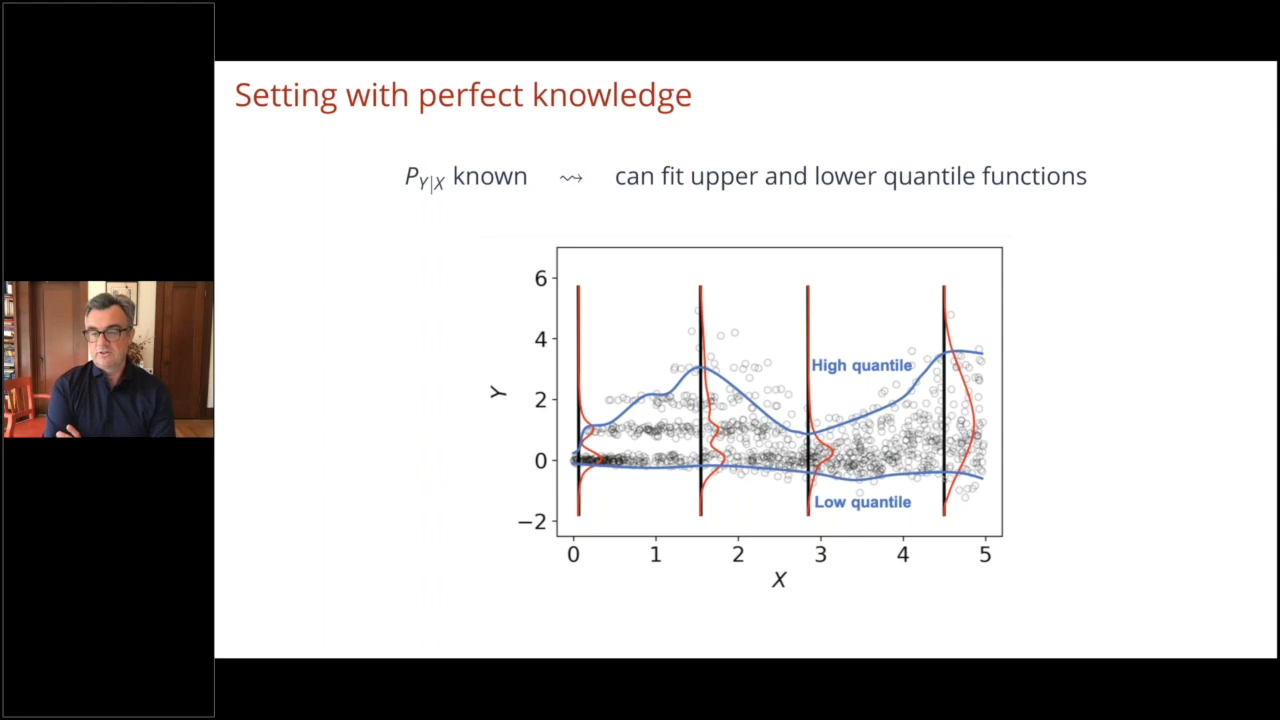 Setting with perfect knowledge
P_{Y|X} known ⇝ can fit upper and lower quantile functions
6
4
2
0
−2
Y
High quantile
Low quantile
0 1 2 3 4 5
X